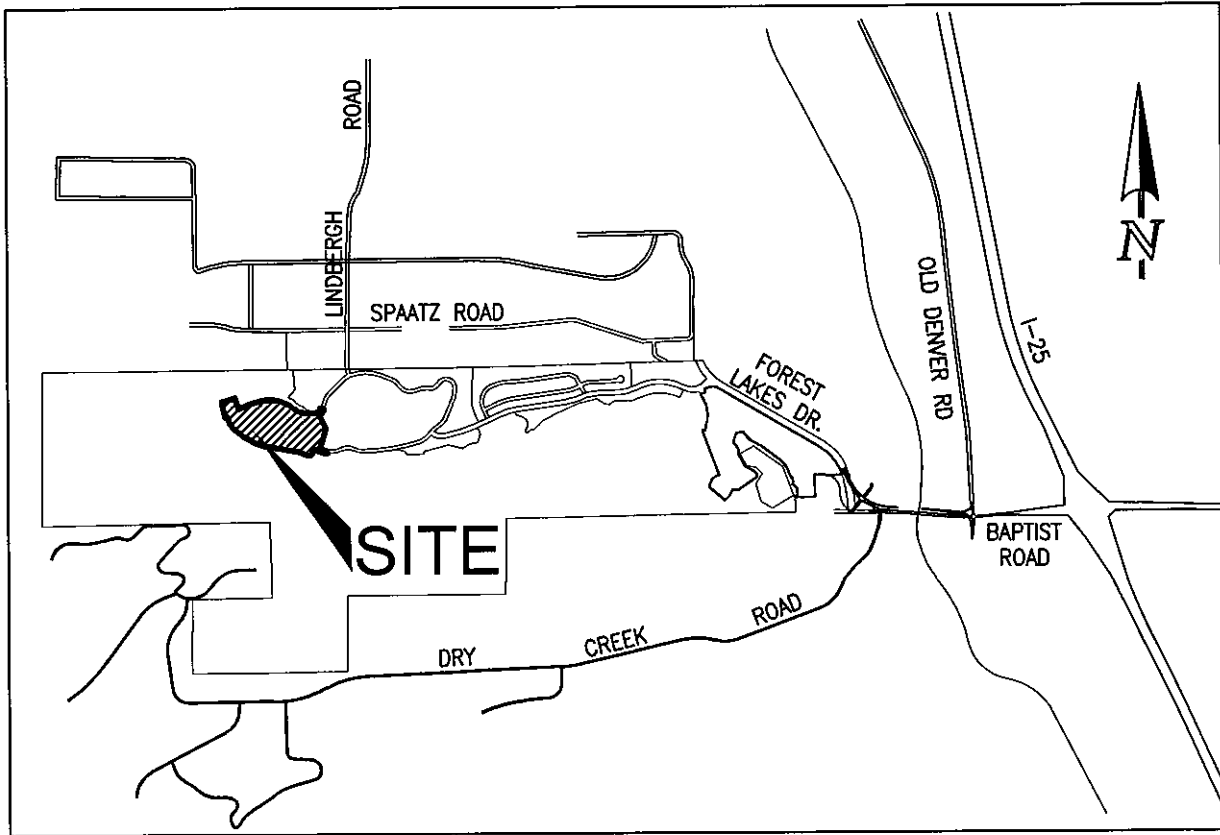 LINDBERGH ROAD
SPAATZ ROAD
FOREST
LAKES DR.
OLD DENVER RD
I-25
N
SITE
BAPTIST
ROAD
DRY CREEK ROAD